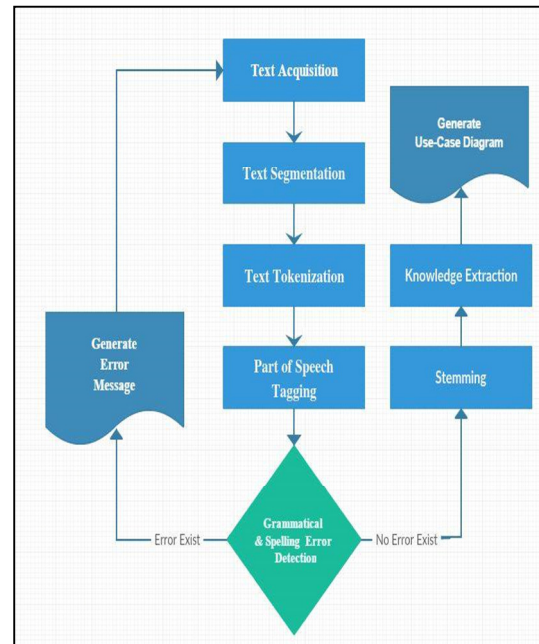 Text Acquisition
Generate
Use-Case Diagram
Text Segmentation
Text Tokenization
Knowledge Extraction
Generate
Error
Message
Part of Speech
Tagging
Stemming
Error Exist
Grammatical
& Spelling Error
Detection
No Error Exist